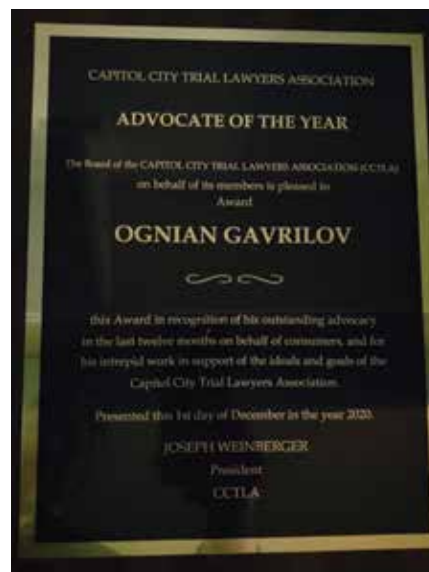 CAPITOL CITY TRIAL LAWYERS ASSOCIATION
ADVOCATE OF THE YEAR
The Board of the CAPITOL CITY TRIAL LAWYERS ASSOCIATION (CCTLA)
on behalf of its members is pleased to
Award
OGNIAN GAVRILOV
this Award in recognition of his outstanding advocacy
in the last twelve months on behalf of consumers, and for
his intrepid work in support of the ideals and goals of the
Capitol City Trial Lawyers Association.
Presented this 1st day of December in the year 2020.
JOSEPH WEINBERGER
President
CCTLA